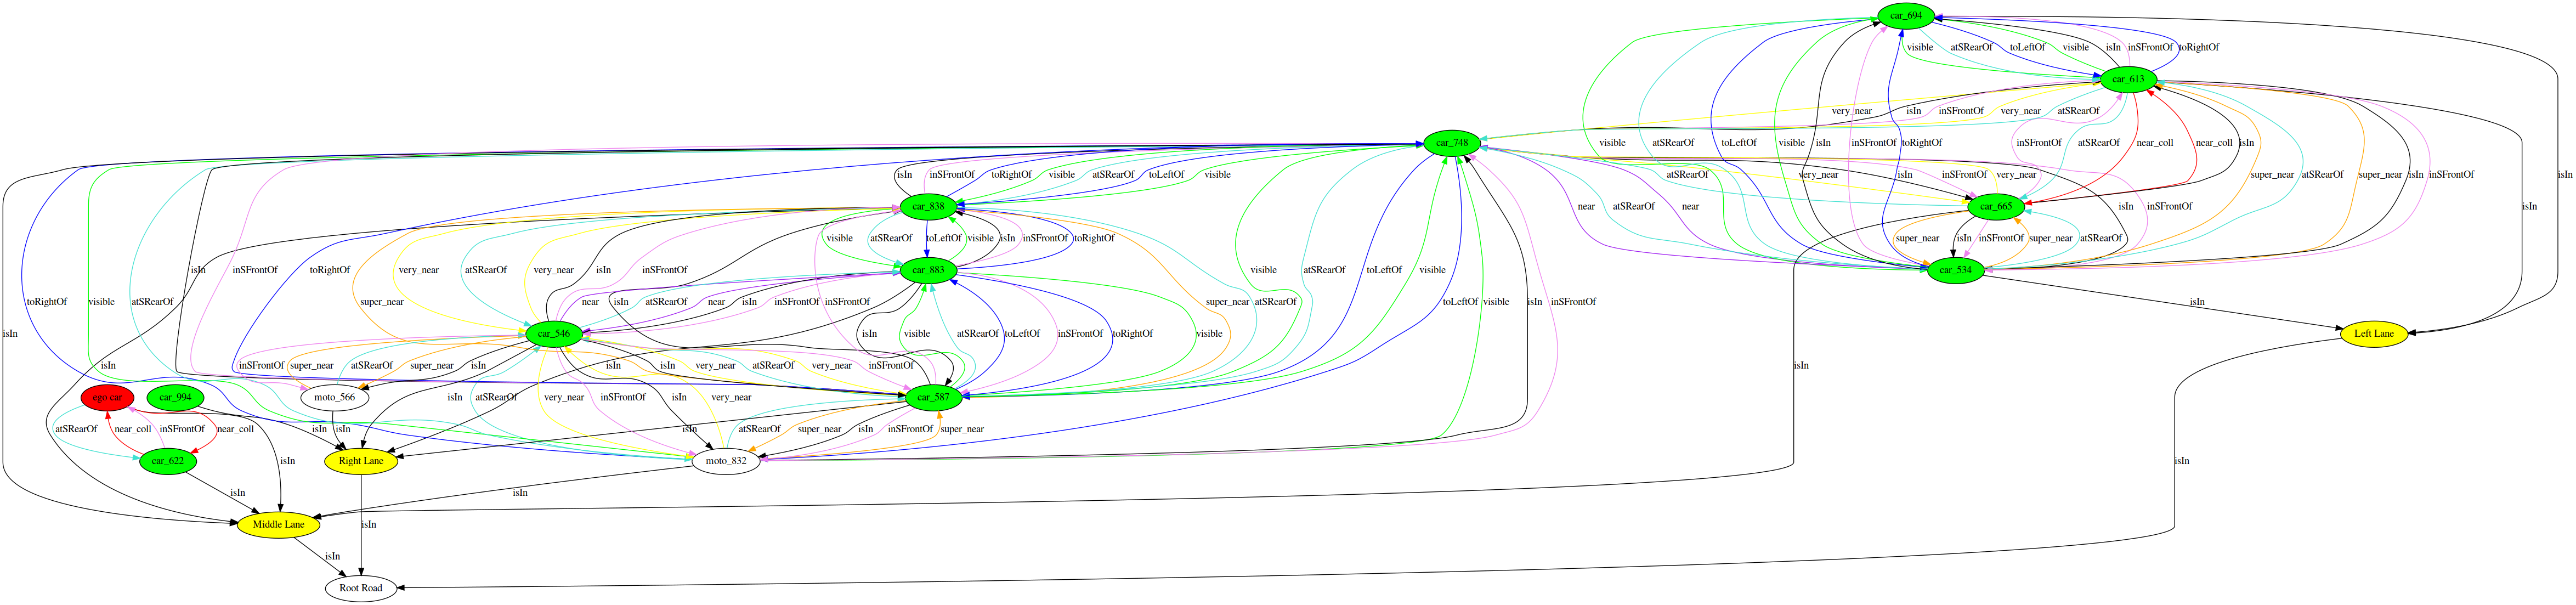 car_694
visible atSRearOf toLeftOf visible isIn inSFrontOf toRightOf
car_613
very_near isIn inSFrontOf very_near atSRearOf
car_748
visible atSRearOf toLeftOf visible isIn inSFrontOf toRightOf inSFrontOf atSRearOf near_coll near_coll isIn
isIn inSFrontOf toRightOf visible atSRearOf toLeftOf visible atSRearOf very_near inSFrontOf very_near isIn super_near atSRearOf super_near isIn inSFrontOf isIn
car_838 near atSRearOf near isIn inSFrontOf car_665 isIn
visible atSRearOf toLeftOf visible isIn inSFrontOf toRightOf super_near isIn inSFrontOf super_near atSRearOf
isIn inSFrontOf toRightOf very_near atSRearOf very_near isIn inSFrontOf car_883 visible atSRearOf toLeftOf visible car_534
toRightOf visible atSRearOf super_near near isIn atSRearOf near isIn inSFrontOf inSFrontOf super_near atSRearOf toLeftOf visible isIn inSFrontOf isIn
isIn car_546 isIn visible atSRearOf toLeftOf inSFrontOf toRightOf visible Left Lane
isIn inSFrontOf super_near atSRearOf super_near isIn isIn isIn atSRearOf very_near very_near inSFrontOf isIn
ego car car_994 moto_566 isIn atSRearOf very_near inSFrontOf isIn very_near car_587
atSRearOf near_coll inSFrontOf near_coll isIn isIn isIn atSRearOf super_near isIn inSFrontOf super_near
car_622 isIn Right Lane moto_832 isIn
isIn isIn
Middle Lane isIn
isIn
Root Road